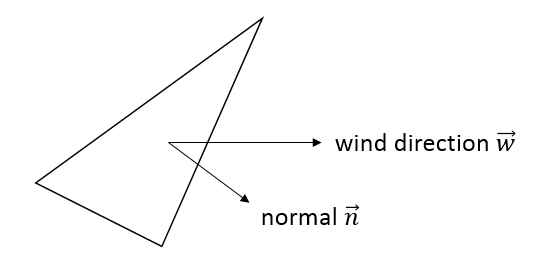 wind direction w⃗
normal n⃗